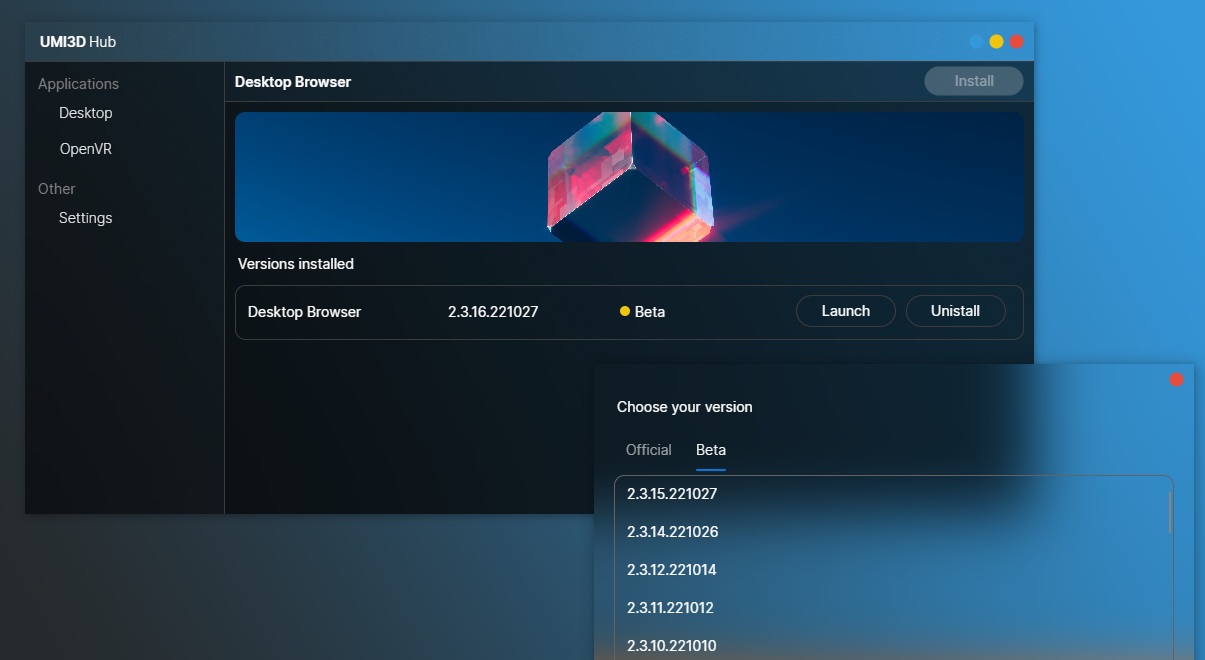 UMI3D Hub
Applications
Desktop
OpenVR
Other
Settings
Desktop Browser
Install
Versions installed
Desktop Browser 2.3.16.221027 Beta Launch Unistall
Choose your version
Official Beta
2.3.15.221027
2.3.14.221026
2.3.12.221014
2.3.11.221012
2.3.10.221010